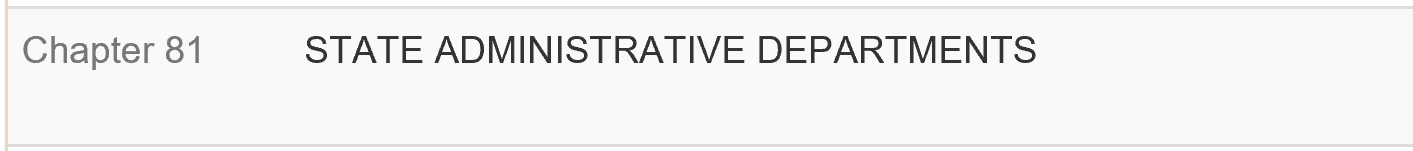 Chapter 81 STATE ADMINISTRATIVE DEPARTMENTS